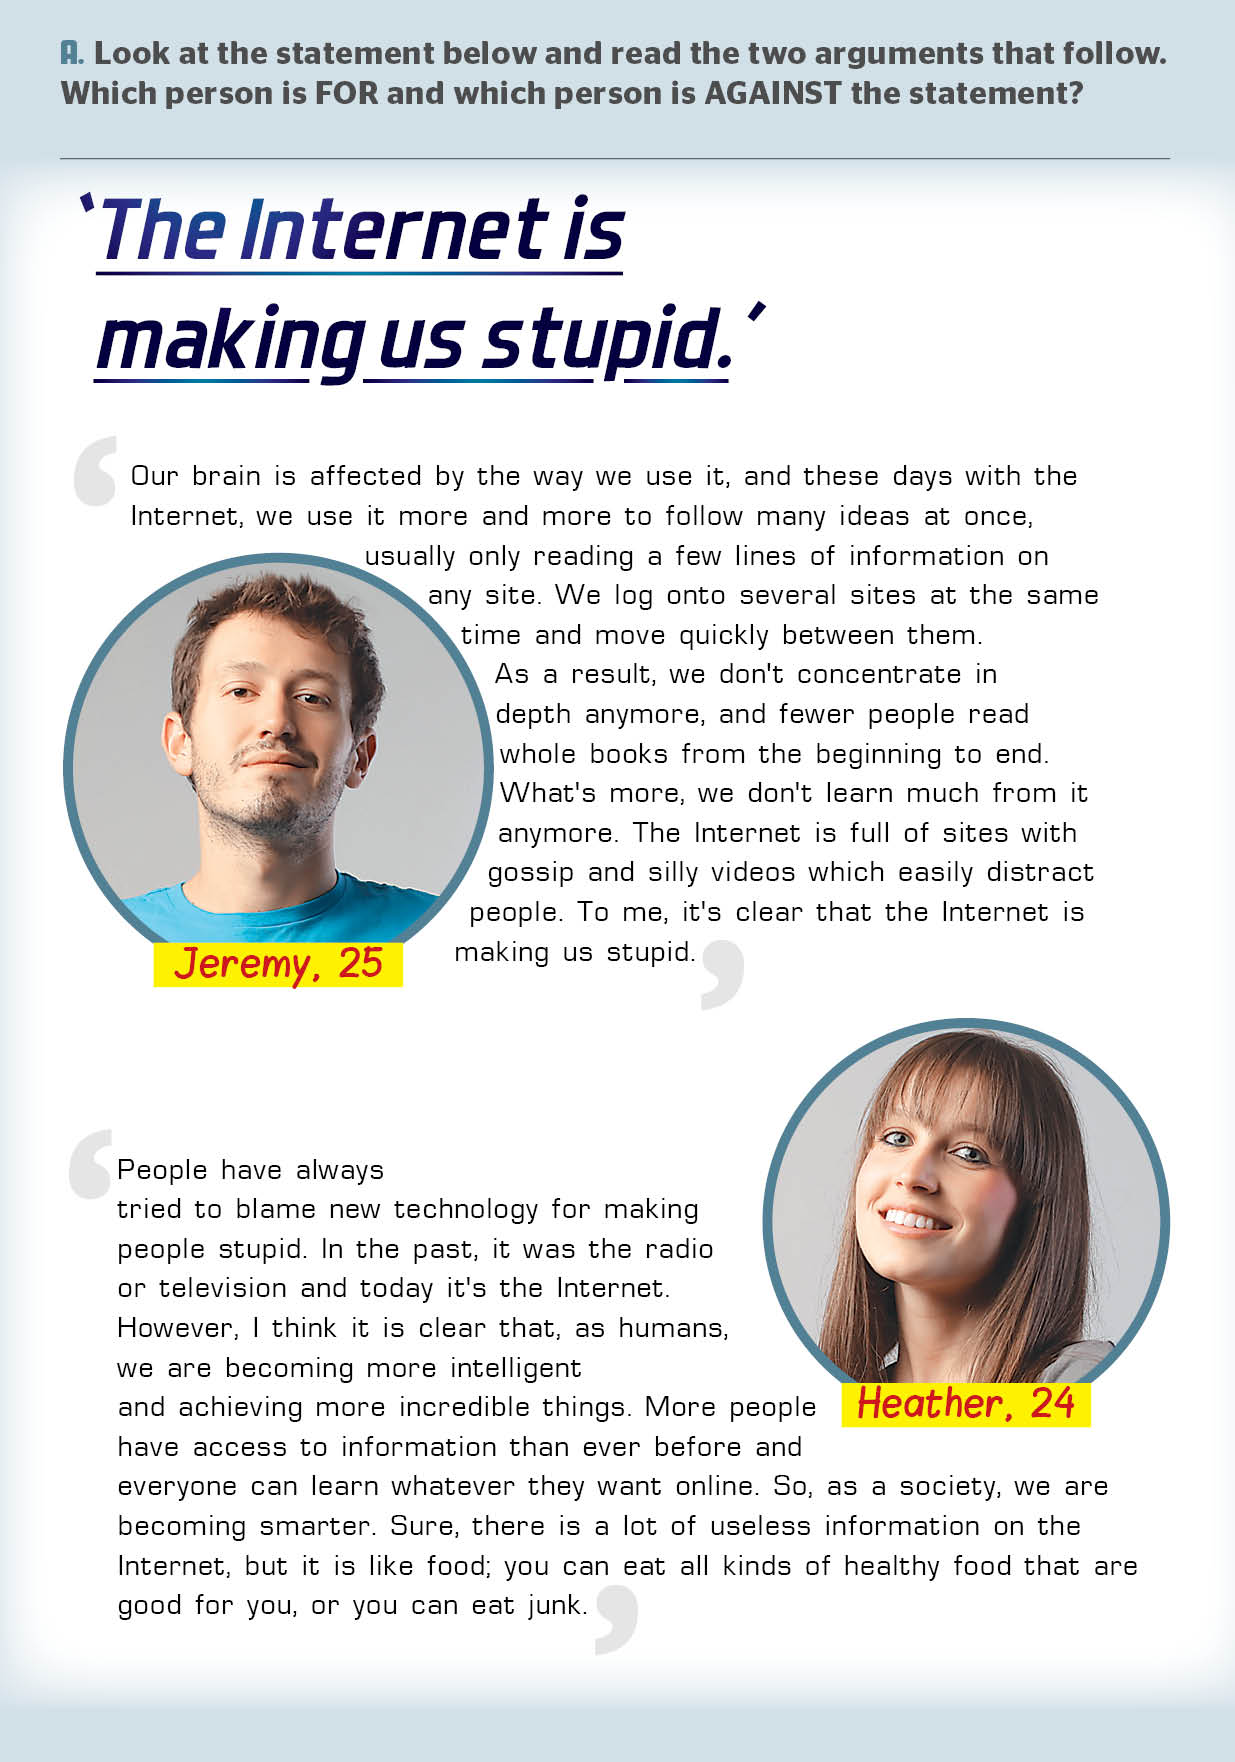 A. Look at the statement below and read the two arguments that follow.
Which person is FOR and which person is AGAINST the statement?
‘The Internet is
making us stupid.’
‘Our brain is affected by the way we use it, and these days with the
Internet, we use it more and more to follow many ideas at once,
usually only reading a few lines of information on
any site. We log onto several sites at the same
time and move quickly between them.
As a result, we don't concentrate in
depth anymore, and fewer people read
whole books from the beginning to end.
What's more, we don't learn much from it
anymore. The Internet is full of sites with
gossip and silly videos which easily distract
people. To me, it's clear that the Internet is
making us stupid.’
Jeremy, 25
‘People have always
tried to blame new technology for making
people stupid. In the past, it was the radio
or television and today it's the Internet.
However, I think it is clear that, as humans,
we are becoming more intelligent
and achieving more incredible things. More people
have access to information than ever before and
everyone can learn whatever they want online. So, as a society, we are
becoming smarter. Sure, there is a lot of useless information on the
Internet, but it is like food; you can eat all kinds of healthy food that are
good for you, or you can eat junk.’
Heather, 24